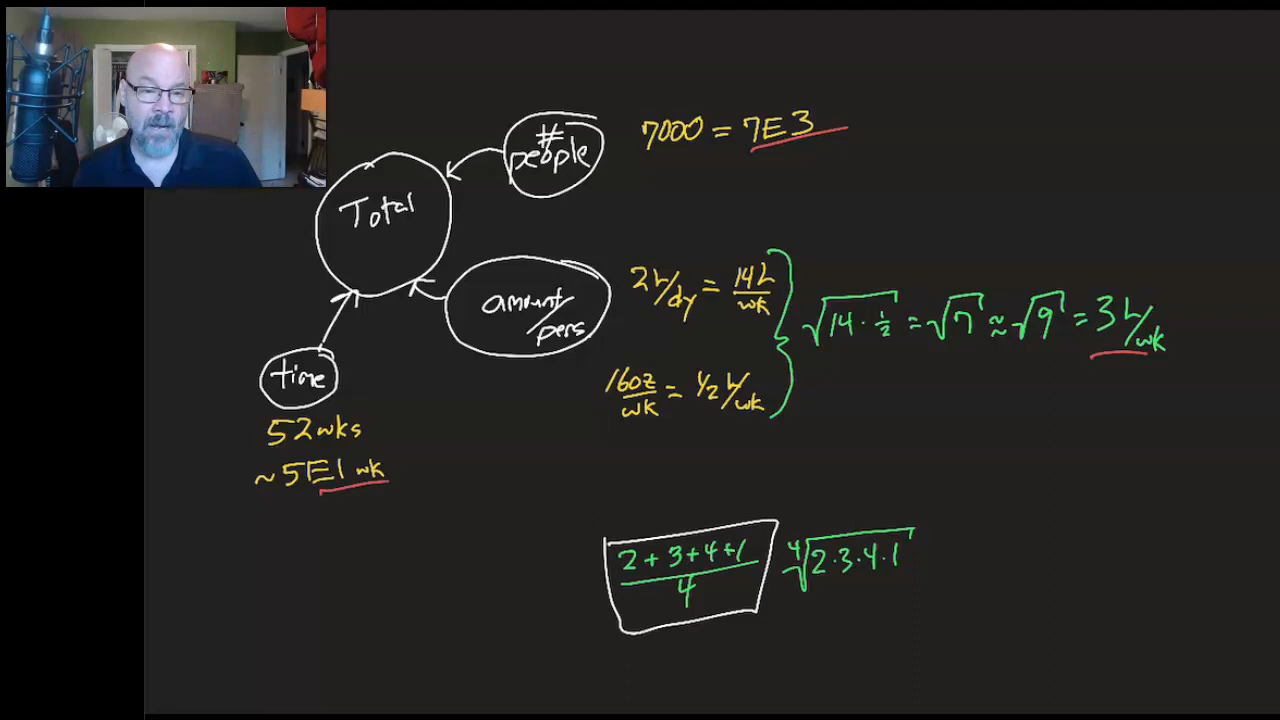 # people
7000 = 7E3
Total
amount/pers
2L/dy = 14L/wk
√14·½ = √7 ≈ √9 = 3 L/wk
16oz/wk = ½ L/wk
time
52wks
~5E1 wk
2+3+4+1
4
4√2·3·4·1